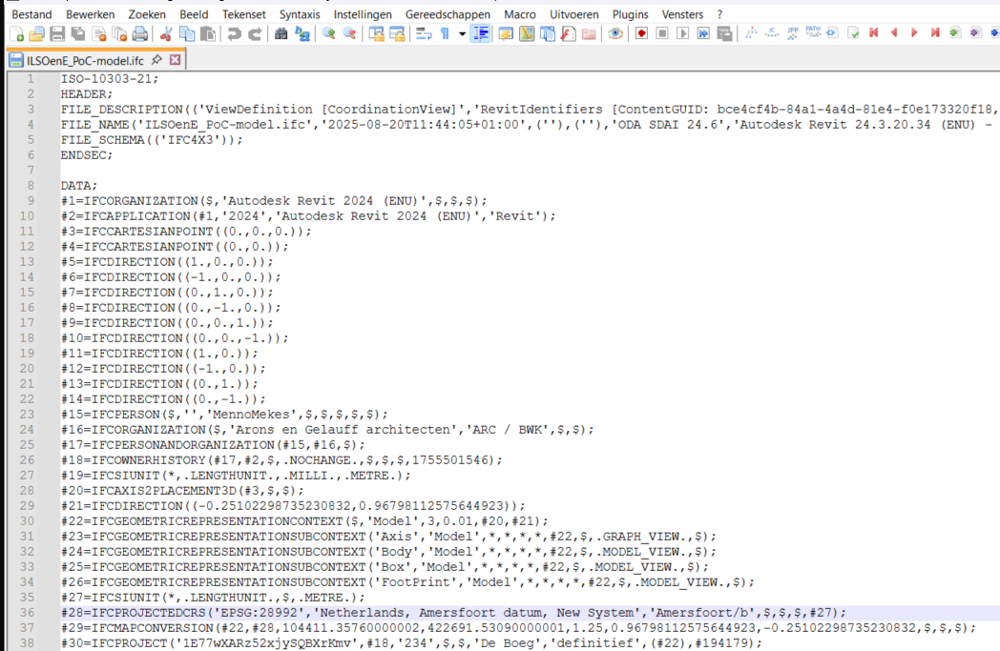 Bestand Bewerken Zoeken Beeld Tekenset Syntaxis Instellingen Gereedschappen Macro Uitvoeren Plugins Vensters ?
ILSOenE_PoC-model.ifc
1 ISO-10303-21;
2 HEADER;
3 FILE_DESCRIPTION(('ViewDefinition [CoordinationView]','RevitIdentifiers [ContentGUID: bce4cf4b-84a1-4a4d-81e4-f0e173320f18,
4 FILE_NAME('ILSOenE_PoC-model.ifc','2025-08-20T11:44:05+01:00',(''),(''),'ODA SDAI 24.6','Autodesk Revit 24.3.20.34 (ENU) -
5 FILE_SCHEMA(('IFC4X3'));
6 ENDSEC;
7
8 DATA;
9 #1=IFCORGANIZATION($,'Autodesk Revit 2024 (ENU)',$,$,$);
10 #2=IFCAPPLICATION(#1,'2024','Autodesk Revit 2024 (ENU)','Revit');
11 #3=IFCCARTESIANPOINT((0.,0.,0.));
12 #4=IFCCARTESIANPOINT((0.,0.));
13 #5=IFCDIRECTION((1.,0.,0.));
14 #6=IFCDIRECTION((-1.,0.,0.));
15 #7=IFCDIRECTION((0.,1.,0.));
16 #8=IFCDIRECTION((0.,-1.,0.));
17 #9=IFCDIRECTION((0.,0.,1.));
18 #10=IFCDIRECTION((0.,0.,-1.));
19 #11=IFCDIRECTION((1.,0.));
20 #12=IFCDIRECTION((-1.,0.));
21 #13=IFCDIRECTION((0.,1.));
22 #14=IFCDIRECTION((0.,-1.));
23 #15=IFCPERSON($,'','MennoMekes',$,$,$,$,$);
24 #16=IFCORGANIZATION($,'Arons en Gelauff architecten','ARC / BWK',$,$);
25 #17=IFCPERSONANDORGANIZATION(#15,#16,$);
26 #18=IFCOWNERHISTORY(#17,#2,$,.NOCHANGE.,$,$,$,1755501546);
27 #19=IFCSIUNIT(*,.LENGTHUNIT.,.MILLI.,.METRE.);
28 #20=IFCAXIS2PLACEMENT3D(#3,$,$);
29 #21=IFCDIRECTION((-0.25102298735230832,0.96798112575644923));
30 #22=IFCGEOMETRICREPRESENTATIONCONTEXT($,'Model',3,0.01,#20,#21);
31 #23=IFCGEOMETRICREPRESENTATIONSUBCONTEXT('Axis','Model',*,*,*,*,#22,$,.GRAPH_VIEW.,$);
32 #24=IFCGEOMETRICREPRESENTATIONSUBCONTEXT('Body','Model',*,*,*,*,#22,$,.MODEL_VIEW.,$);
33 #25=IFCGEOMETRICREPRESENTATIONSUBCONTEXT('Box','Model',*,*,*,*,#22,$,.MODEL_VIEW.,$);
34 #26=IFCGEOMETRICREPRESENTATIONSUBCONTEXT('FootPrint','Model',*,*,*,*,#22,$,.MODEL_VIEW.,$);
35 #27=IFCSIUNIT(*,.LENGTHUNIT.,$,.METRE.);
36 #28=IFCPROJECTEDCRS('EPSG:28992','Netherlands, Amersfoort datum, New System','Amersfoort/b',$,$,$,#27);
37 #29=IFCMAPCONVERSION(#22,#28,104411.35760000002,422691.53090000001,1.25,0.96798112575644923,-0.25102298735230832,$,$,$);
38 #30=IFCPROJECT('1E77wXARz52xjySQBXrKmv',#18,'234',$,$,'De Boeg','definitief',(#22),#194179);